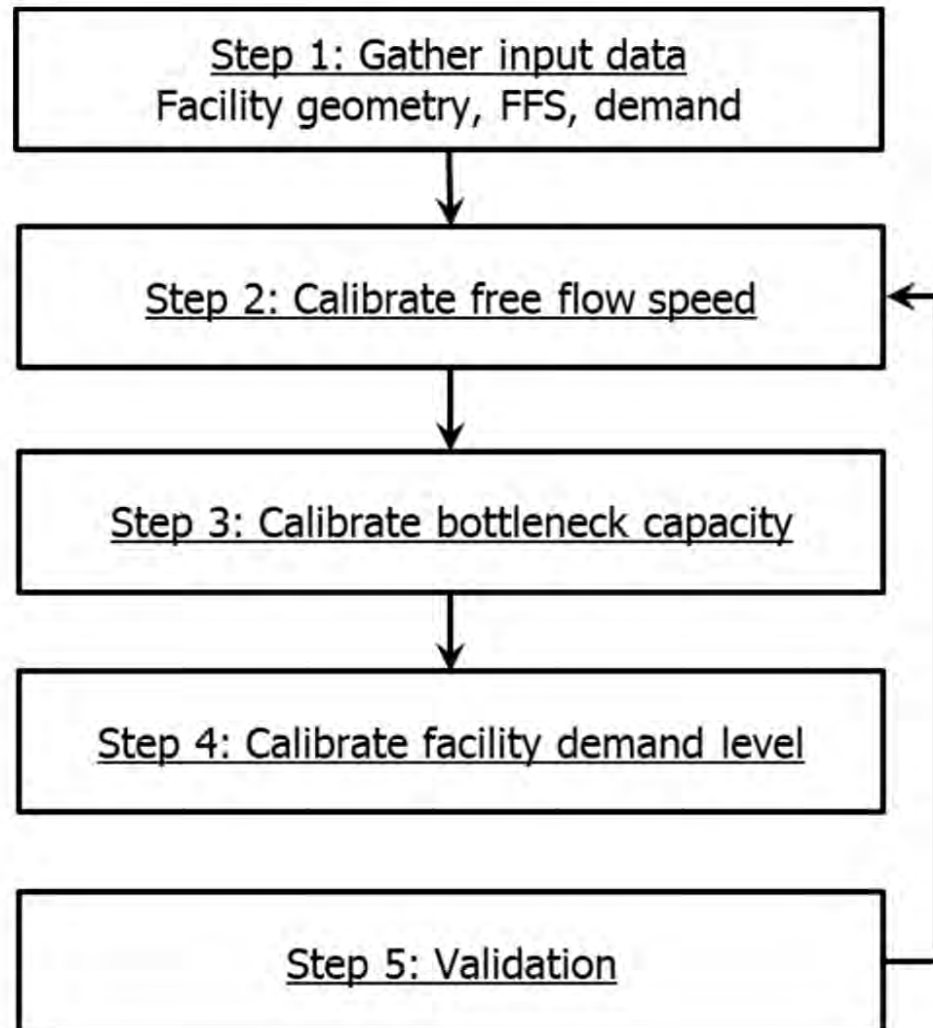 Step 1: Gather input data
Facility geometry, FFS, demand
Step 2: Calibrate free flow speed
Step 3: Calibrate bottleneck capacity
Step 4: Calibrate facility demand level
Step 5: Validation